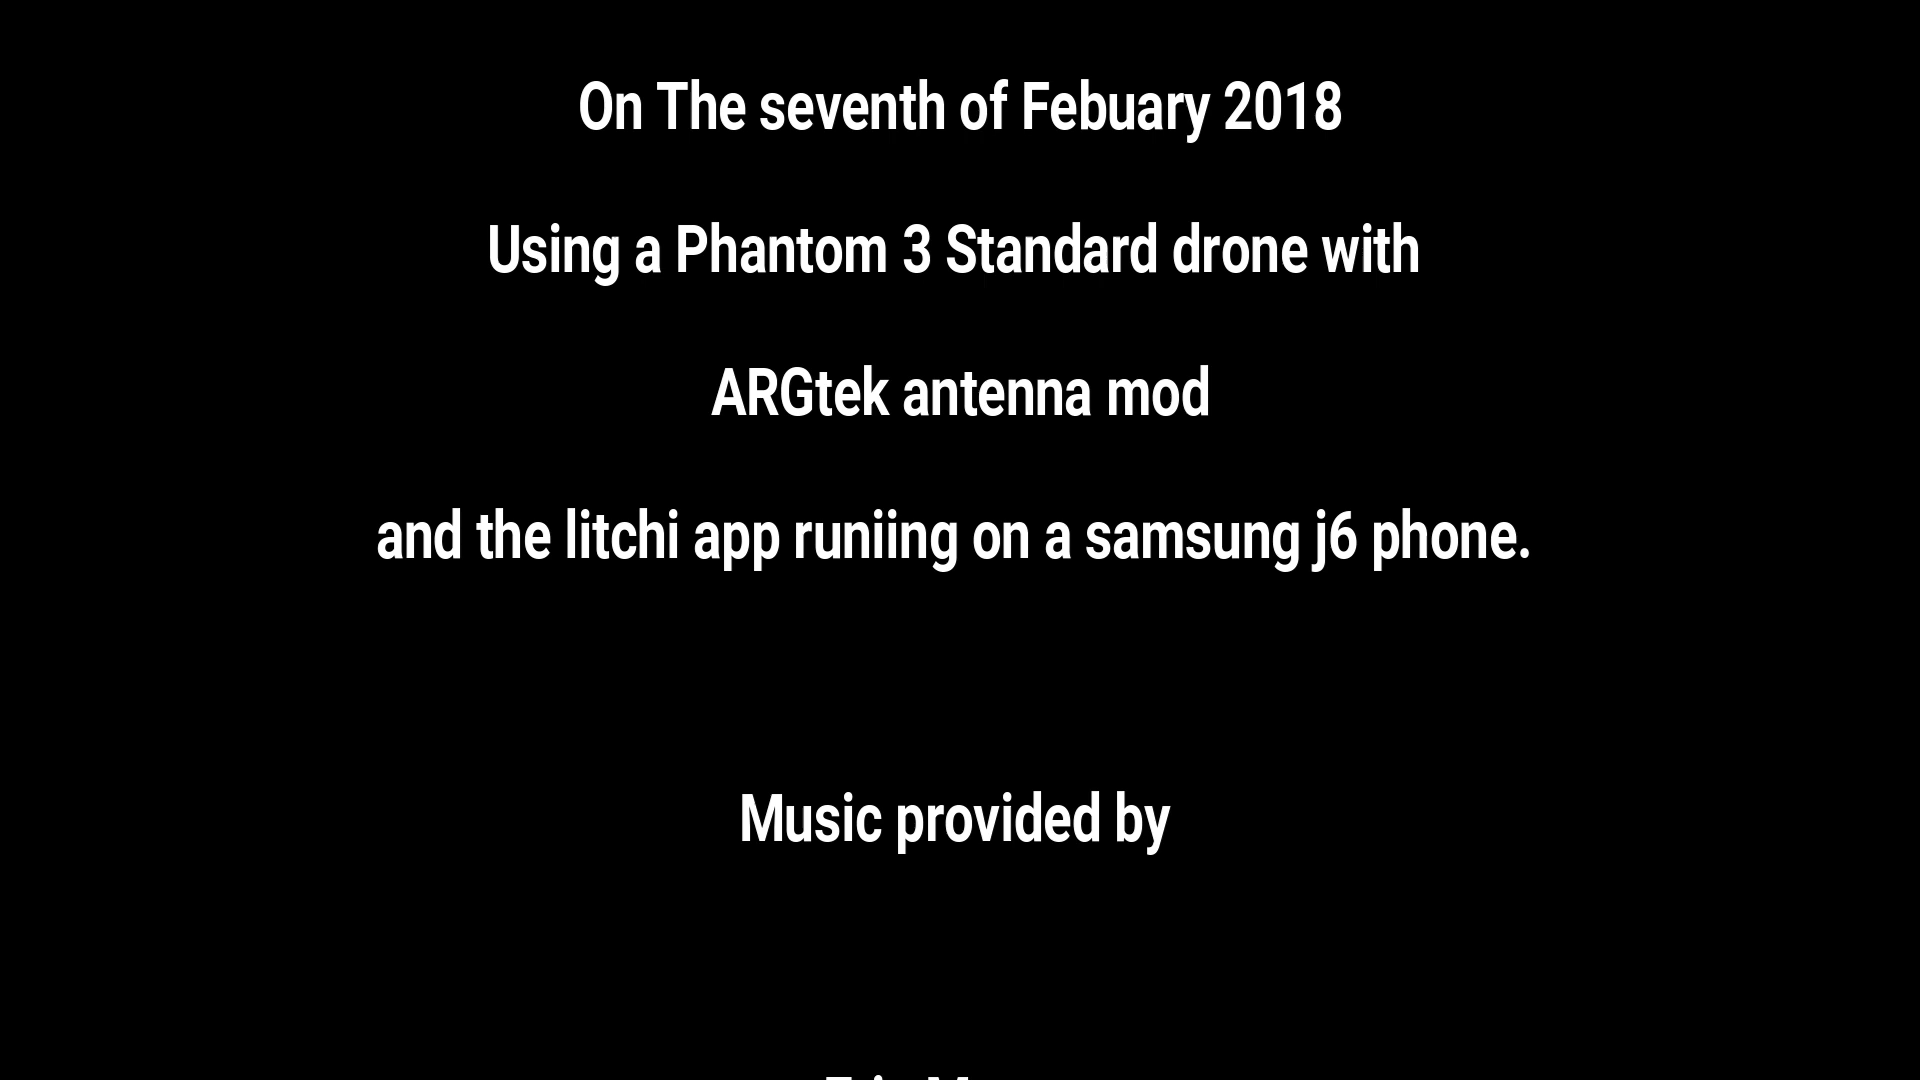 On The seventh of Febuary 2018
Using a Phantom 3 Standard drone with
ARGtek antenna mod
and the litchi app runiing on a samsung j6 phone.
Music provided by